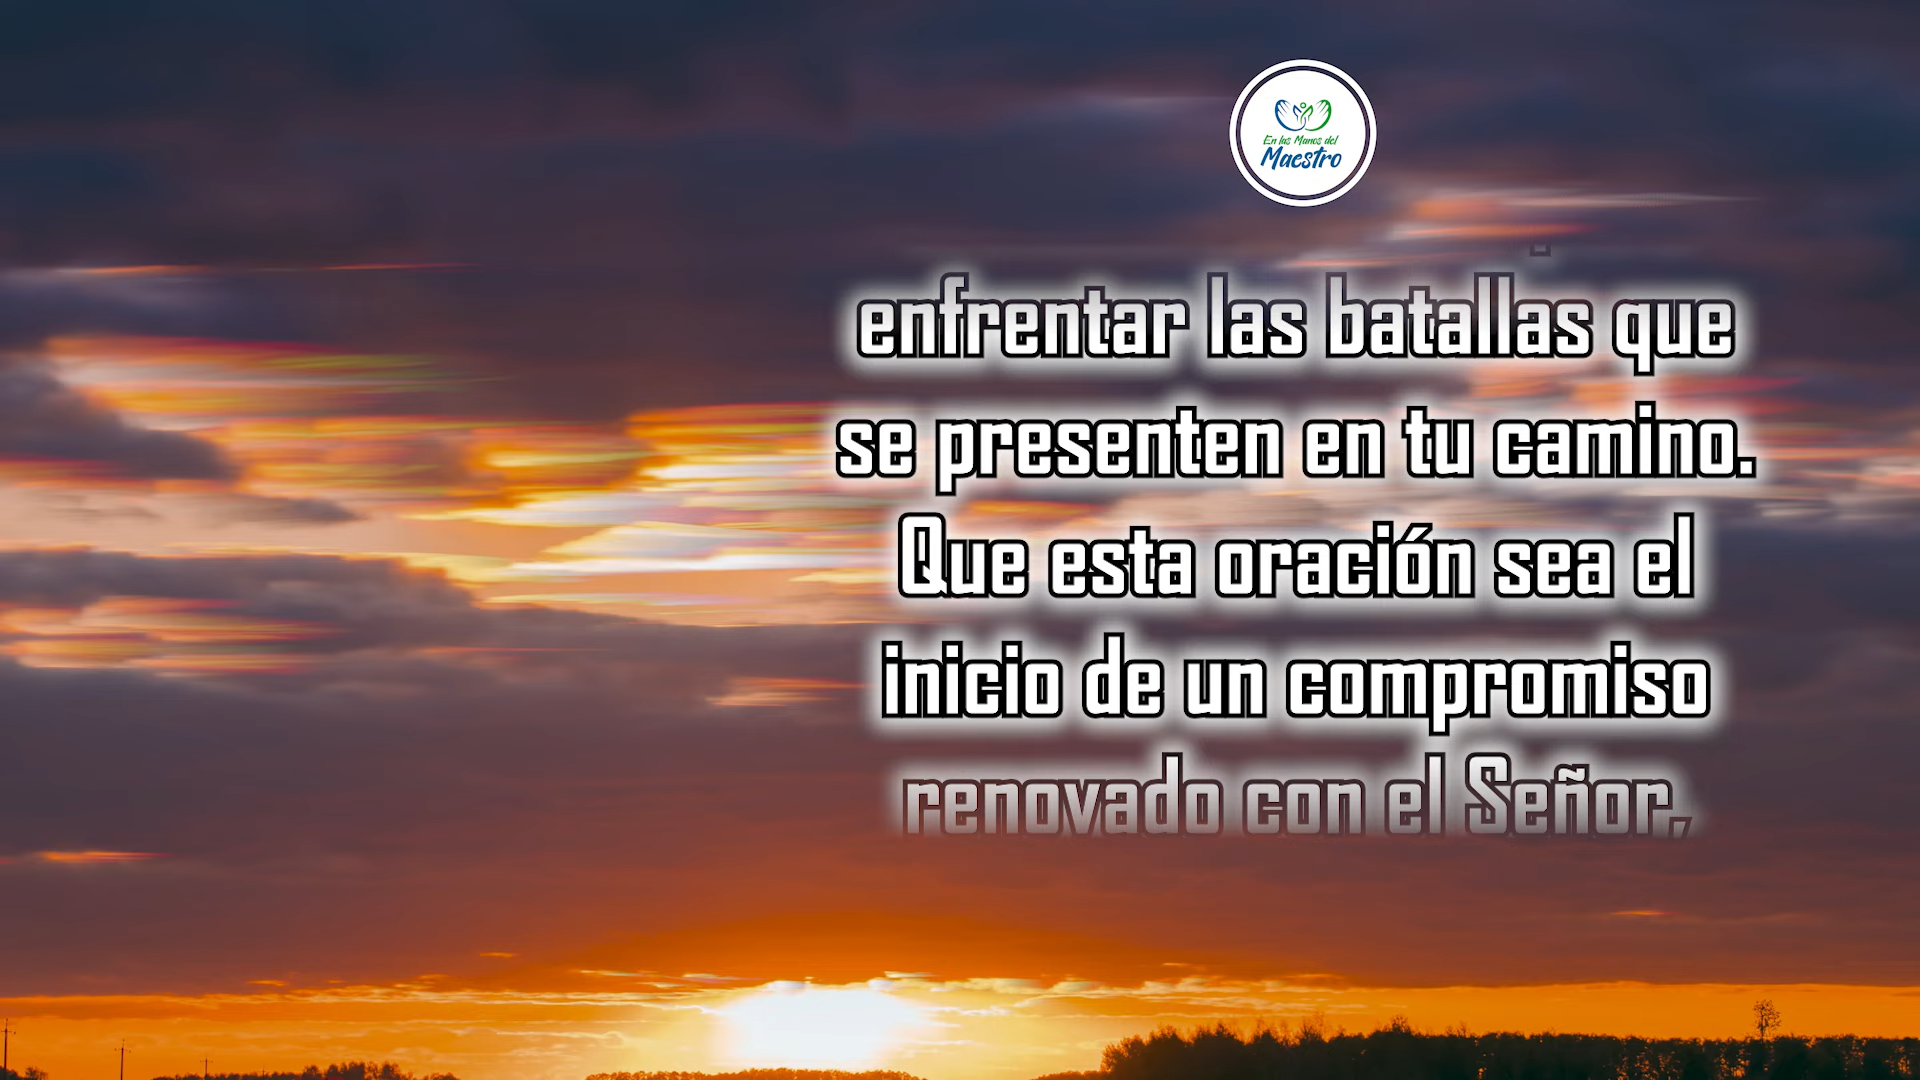 En las Manos del
Maestro
enfrentar las batallas que
se presenten en tu camino.
Que esta oración sea el
inicio de un compromiso
renovado con el Señor,